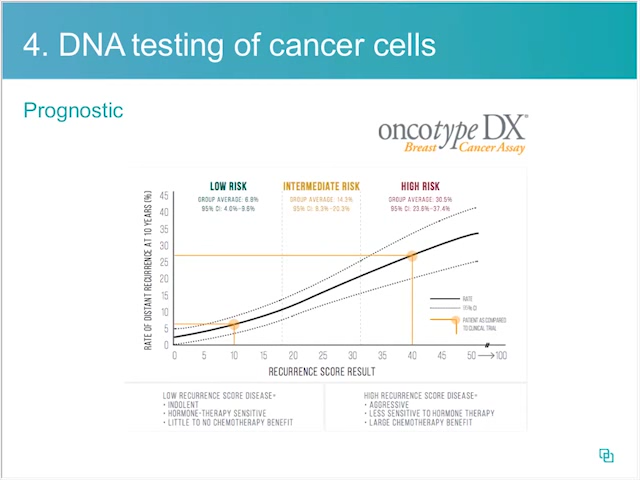 4. DNA testing of cancer cells
Prognostic
oncotype DX®
Breast Cancer Assay
LOW RISK
GROUP AVERAGE: 6.8%
95% CI: 4.0%-9.6%
INTERMEDIATE RISK
GROUP AVERAGE: 14.3%
95% CI: 8.3%-20.3%
HIGH RISK
GROUP AVERAGE: 30.5%
95% CI: 23.6%-37.4%
RATE OF DISTANT RECURRENCE AT 10 YEARS (%)
45
40
35
30
25
20
15
10
5
0
RATE
95% CI
PATIENT AS COMPARED
TO CLINICAL TRIAL
0 5 10 15 20 25 30 35 40 45 50 100
RECURRENCE SCORE RESULT
LOW RECURRENCE SCORE DISEASE-
• INDOLENT
• HORMONE-THERAPY SENSITIVE
• LITTLE TO NO CHEMOTHERAPY BENEFIT
HIGH RECURRENCE SCORE DISEASE-
• AGGRESSIVE
• LESS SENSITIVE TO HORMONE THERAPY
• LARGE CHEMOTHERAPY BENEFIT